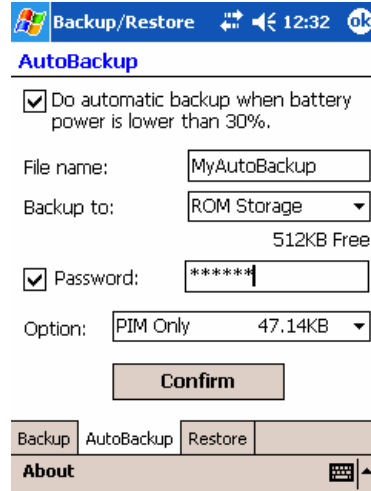 Backup/Restore 12:32 ok
AutoBackup
Do automatic backup when battery
power is lower than 30%.
File name: MyAutoBackup
Backup to: ROM Storage
512KB Free
Password: ******
Option: PIM Only 47.14KB
Confirm
Backup AutoBackup Restore
About